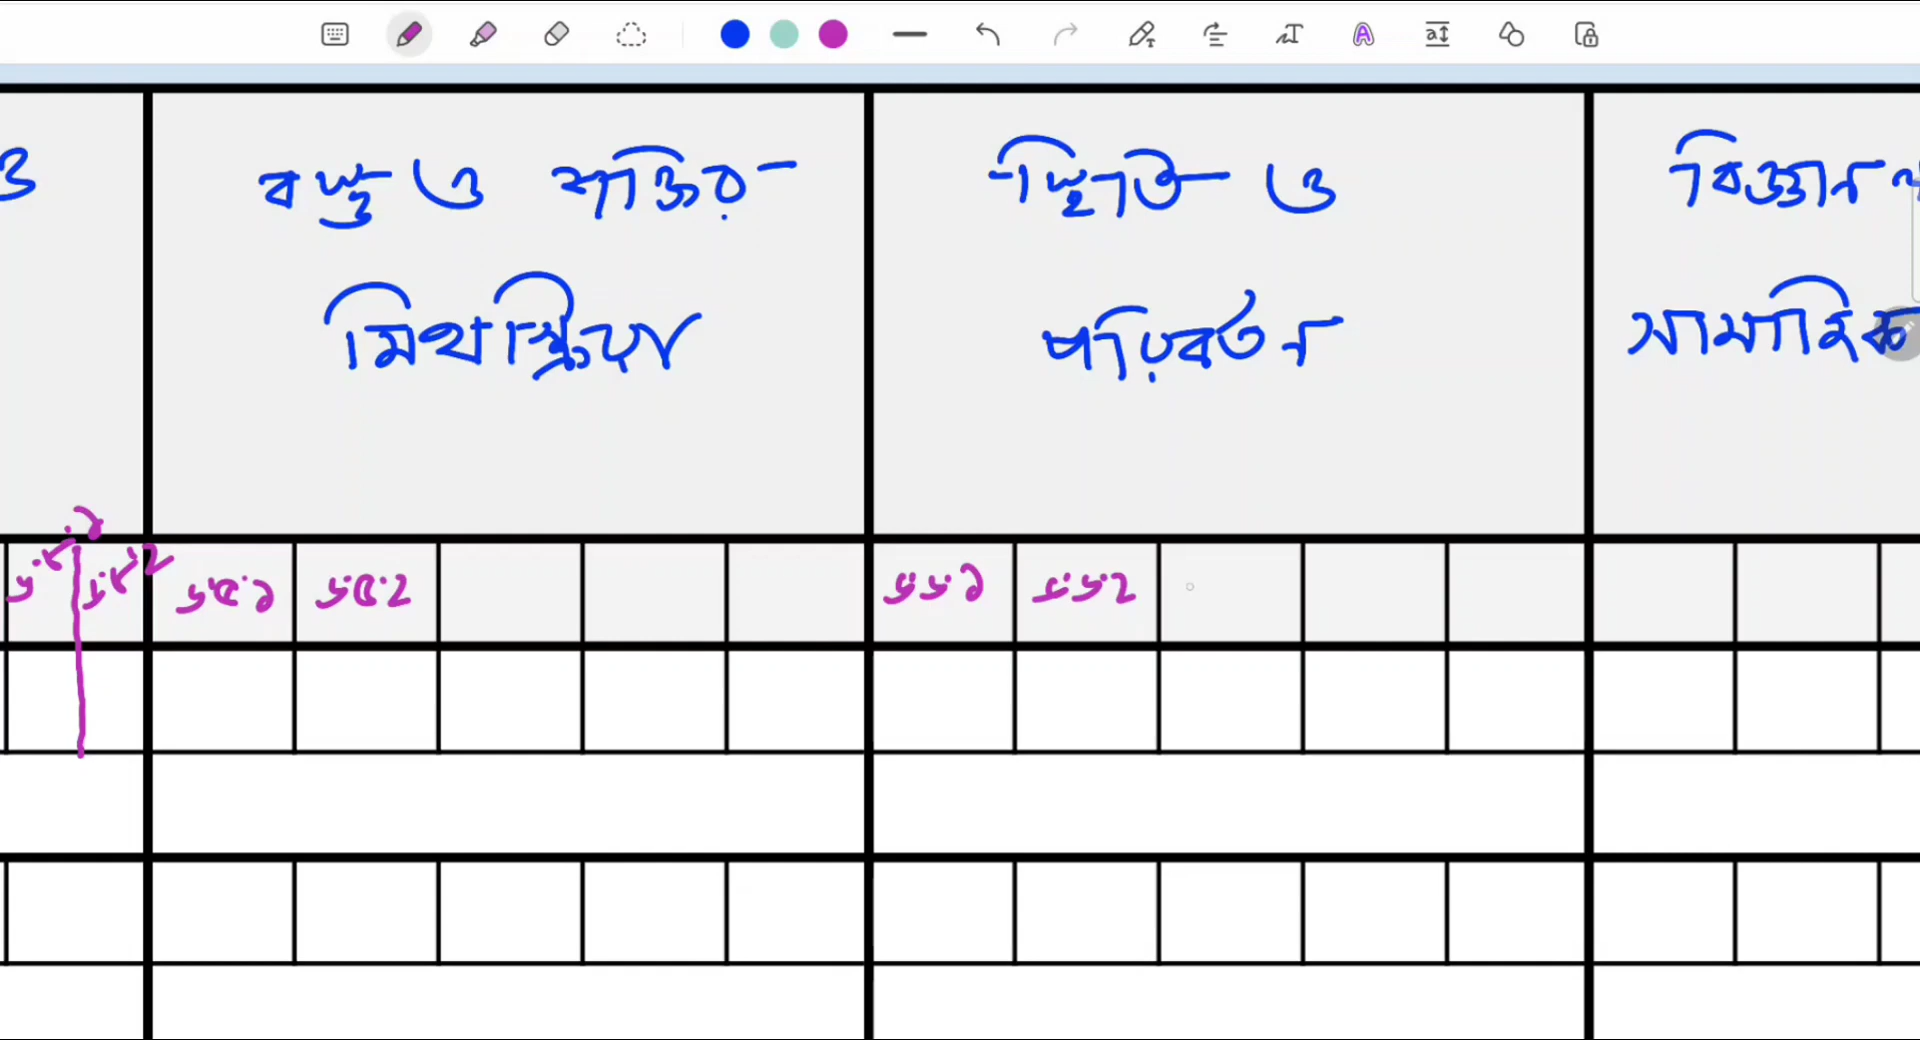 ও
বস্তু ও শক্তির
মিথস্ক্রিয়া
স্থিতি ও
পরিবর্তন
বিজ্ঞান
সামাজিক
৬.৫.১ ৬.৫.২
৬.৬.১ ৬.৬.২